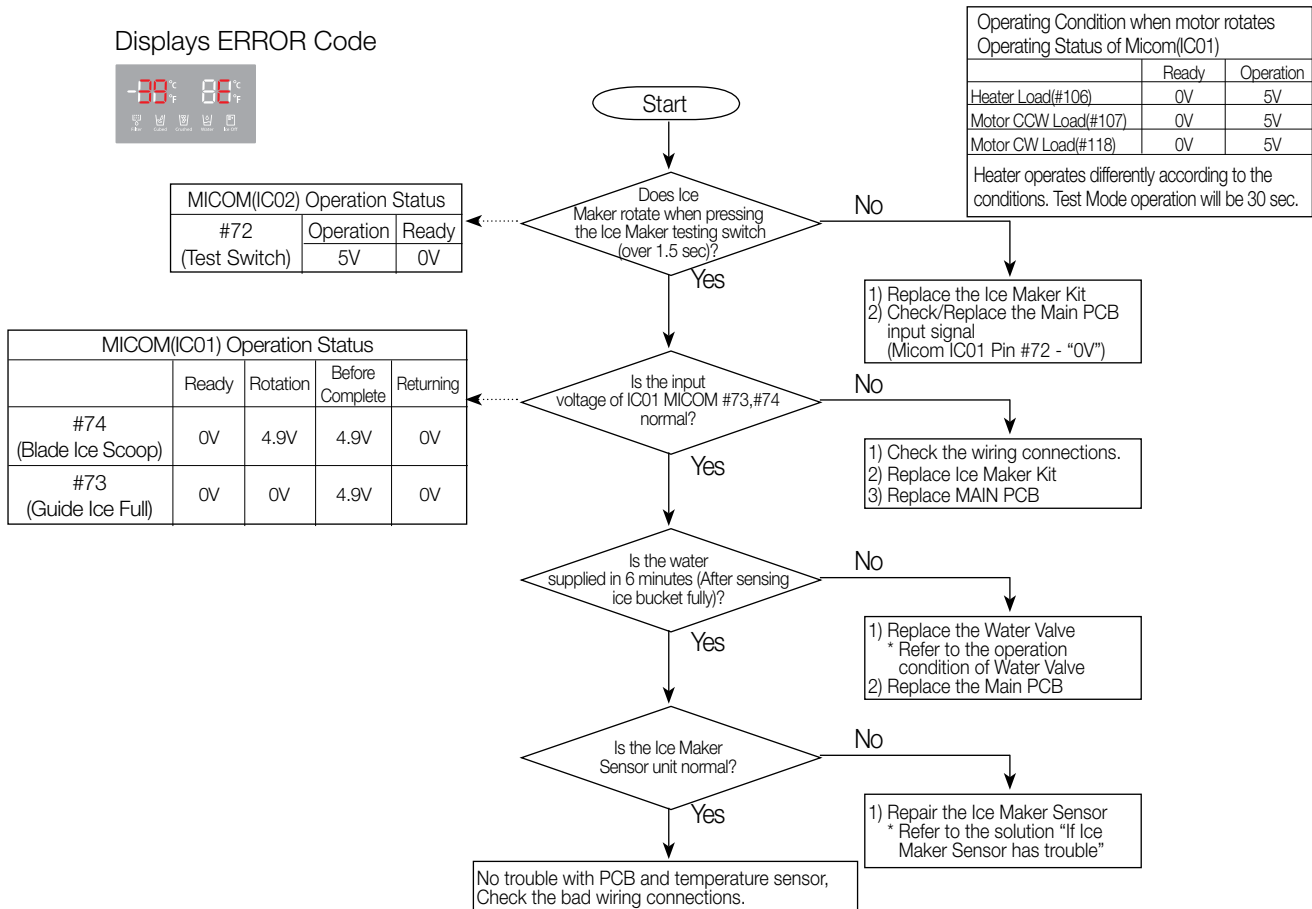 Displays ERROR Code
°C
°F
°C
°F
Filter Cubed Crushed Water Ice Off
Operating Condition when motor rotates
Operating Status of Micom(IC01)
Ready Operation
Heater Load(#106) 0V 5V
Motor CCW Load(#107) 0V 5V
Motor CW Load(#118) 0V 5V
Heater operates differently according to the
conditions. Test Mode operation will be 30 sec.
Start
MICOM(IC02) Operation Status
#72 Operation Ready
(Test Switch) 5V 0V
Does Ice
Maker rotate when pressing
the Ice Maker testing switch
(over 1.5 sec)?
No
Yes
1) Replace the Ice Maker Kit
2) Check/Replace the Main PCB
input signal
(Micom IC01 Pin #72 - “0V”)
MICOM(IC01) Operation Status
Ready Rotation Before
Complete Returning
#74
(Blade Ice Scoop) 0V 4.9V 4.9V 0V
#73
(Guide Ice Full) 0V 0V 4.9V 0V
Is the input
voltage of IC01 MICOM #73,#74
normal?
No
Yes
1) Check the wiring connections.
2) Replace Ice Maker Kit
3) Replace MAIN PCB
Is the water
supplied in 6 minutes (After sensing
ice bucket fully)?
No
Yes
1) Replace the Water Valve
* Refer to the operation
condition of Water Valve
2) Replace the Main PCB
Is the Ice Maker
Sensor unit normal?
No
Yes
1) Repair the Ice Maker Sensor
* Refer to the solution “If Ice
Maker Sensor has trouble”
No trouble with PCB and temperature sensor,
Check the bad wiring connections.